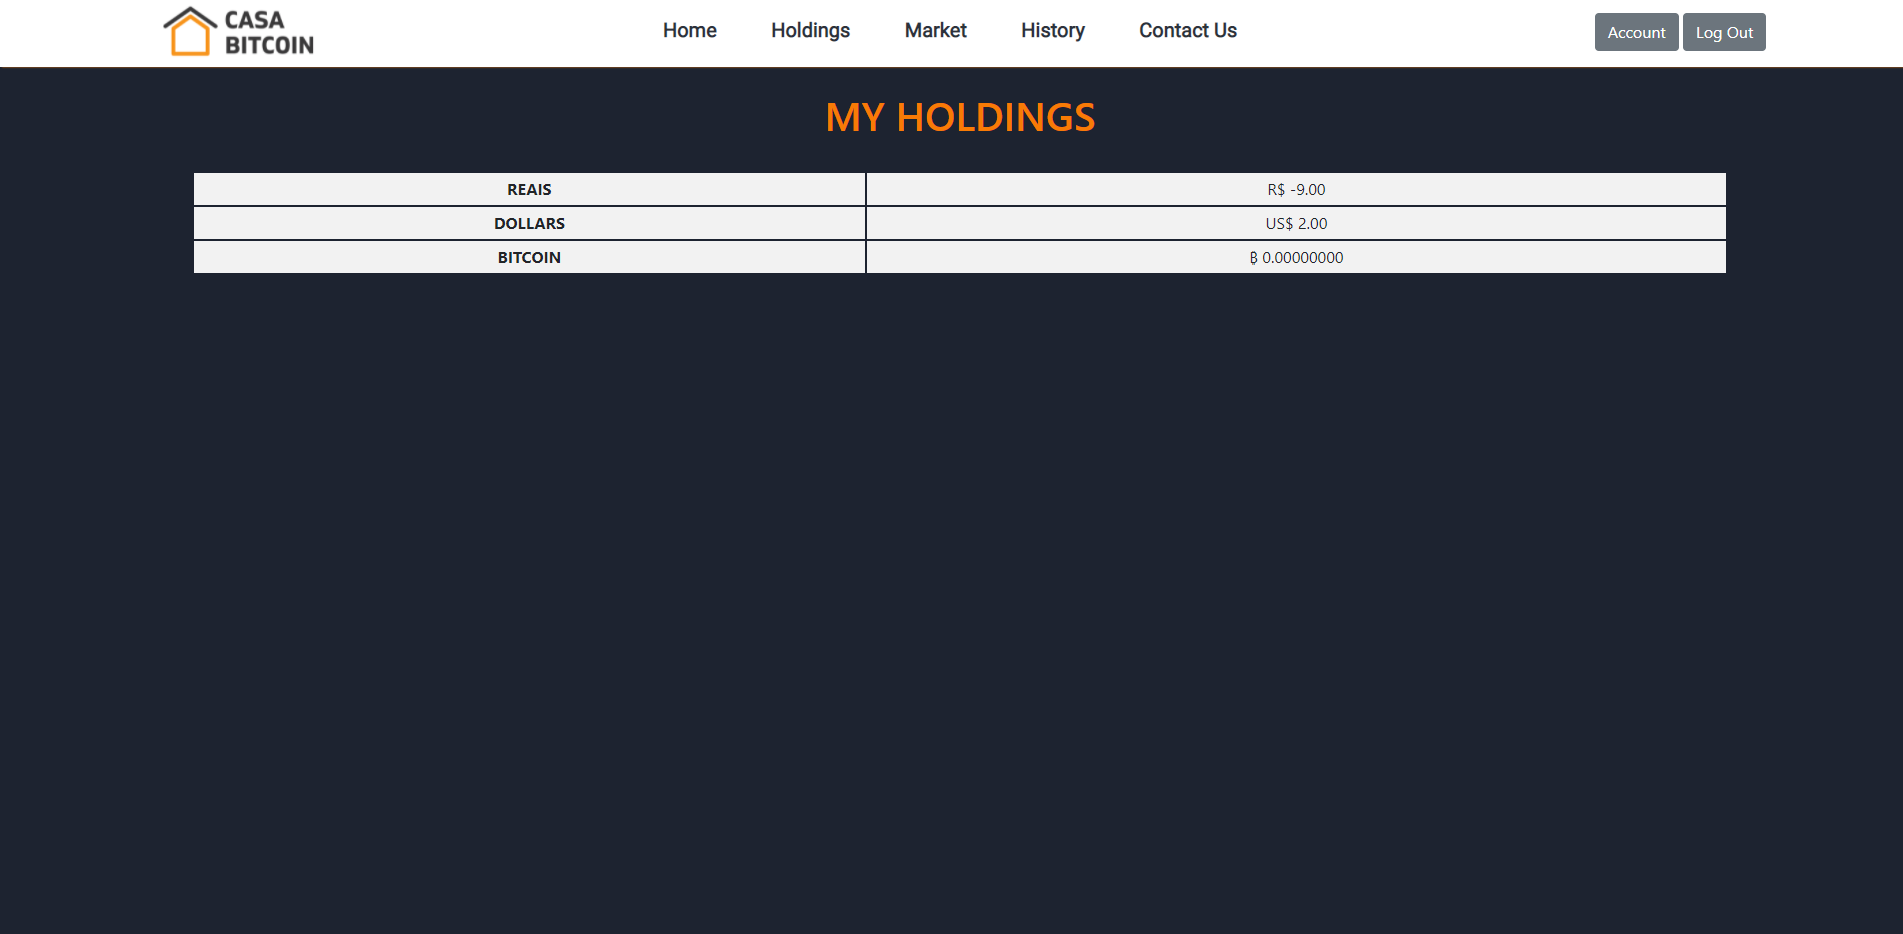 CASA
BITCOIN
Home Holdings Market History Contact Us Account Log Out
MY HOLDINGS
REAIS R$ -9.00
DOLLARS US$ 2.00
BITCOIN ₿ 0.00000000